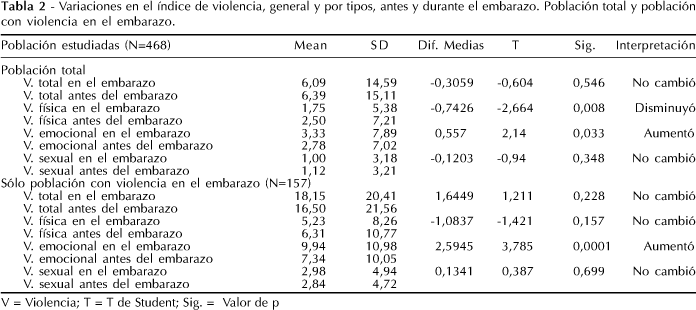 Tabla 2 - Variaciones en el índice de violencia, general y por tipos, antes y durante el embarazo. Población total y población
con violencia en el embarazo.
Población estudiadas (N=468) Mean SD Dif. Medias T Sig. Interpretación
Población total
V. total en el embarazo 6,09 14,59 -0,3059 -0,604 0,546 No cambió
V. total antes del embarazo 6,39 15,11
V. física en el embarazo 1,75 5,38 -0,7426 -2,664 0,008 Disminuyó
V. física antes del embarazo 2,50 7,21
V. emocional en el embarazo 3,33 7,89 0,557 2,14 0,033 Aumentó
V. emocional antes del embarazo 2,78 7,02
V. sexual en el embarazo 1,00 3,18 -0,1203 -0,94 0,348 No cambió
V. sexual antes del embarazo 1,12 3,21
Sólo población con violencia en el embarazo (N=157)
V. total en el embarazo 18,15 20,41 1,6449 1,211 0,228 No cambió
V. total antes del embarazo 16,50 21,56
V. física en el embarazo 5,23 8,26 -1,0837 -1,421 0,157 No cambió
V. física antes del embarazo 6,31 10,77
V. emocional en el embarazo 9,94 10,98 2,5945 3,785 0,0001 Aumentó
V. emocional antes del embarazo 7,34 10,05
V. sexual en el embarazo 2,98 4,94 0,1341 0,387 0,699 No cambió
V. sexual antes del embarazo 2,84 4,72
V = Violencia; T = T de Student; Sig. = Valor de p